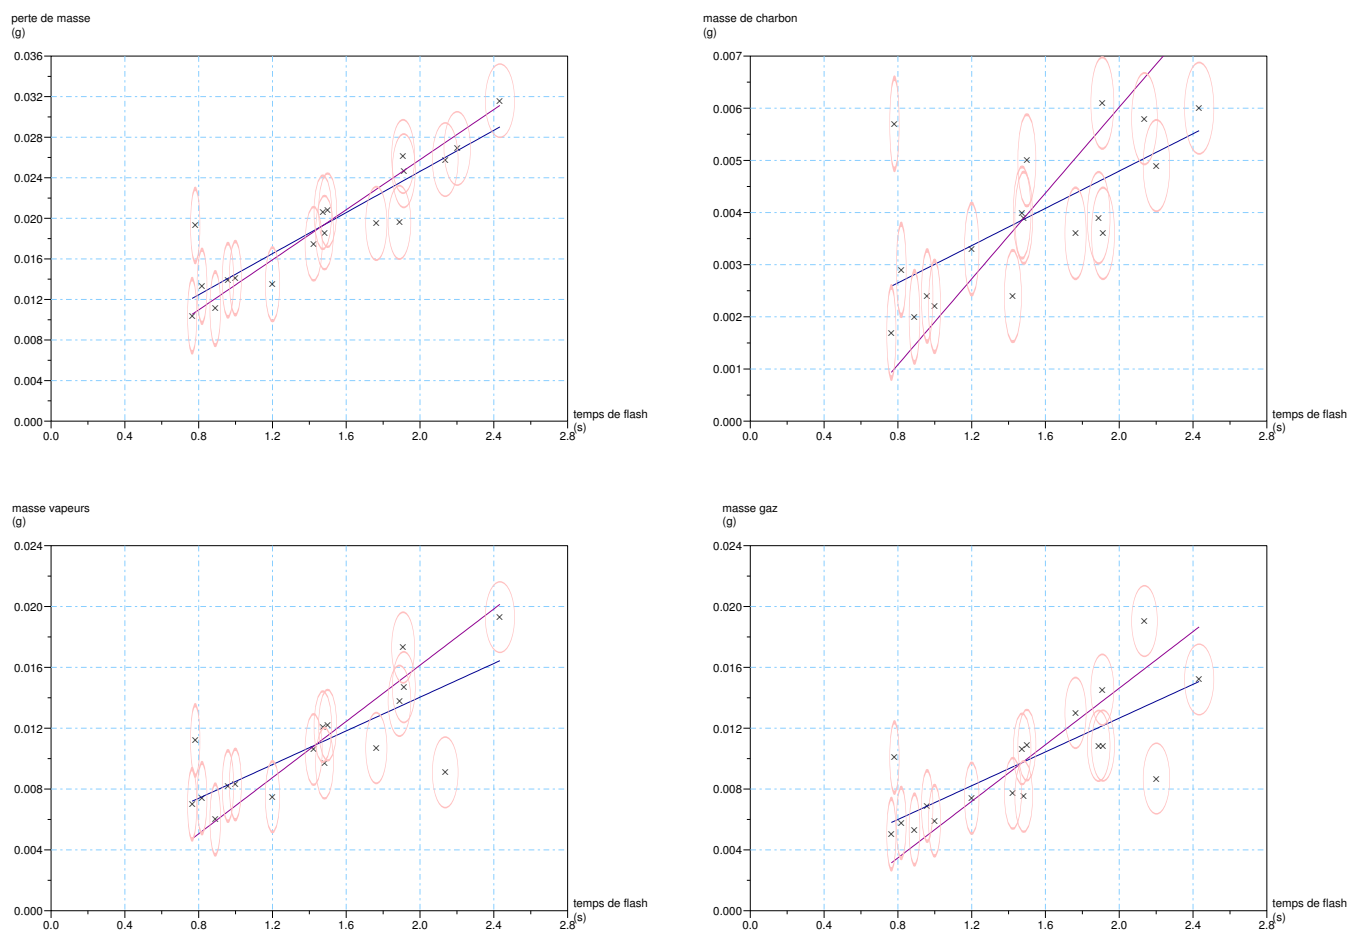 perte de masse
(g)
0.036
0.032
0.028
0.024
0.020
0.016
0.012
0.008
0.004
0.000
0.0 0.4 0.8 1.2 1.6 2.0 2.4 2.8
temps de flash
(s)
masse de charbon
(g)
0.007
0.006
0.005
0.004
0.003
0.002
0.001
0.000
0.0 0.4 0.8 1.2 1.6 2.0 2.4 2.8
temps de flash
(s)
masse vapeurs
(g)
0.024
0.020
0.016
0.012
0.008
0.004
0.000
0.0 0.4 0.8 1.2 1.6 2.0 2.4 2.8
temps de flash
(s)
masse gaz
(g)
0.024
0.020
0.016
0.012
0.008
0.004
0.000
0.0 0.4 0.8 1.2 1.6 2.0 2.4 2.8
temps de flash
(s)